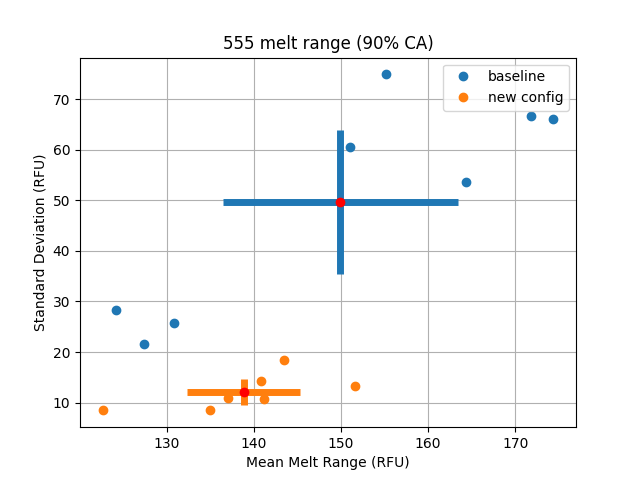 555 melt range (90% CA)
baseline
new config
70
60
50
40
30
20
10
Standard Deviation (RFU)
130 140 150 160 170
Mean Melt Range (RFU)